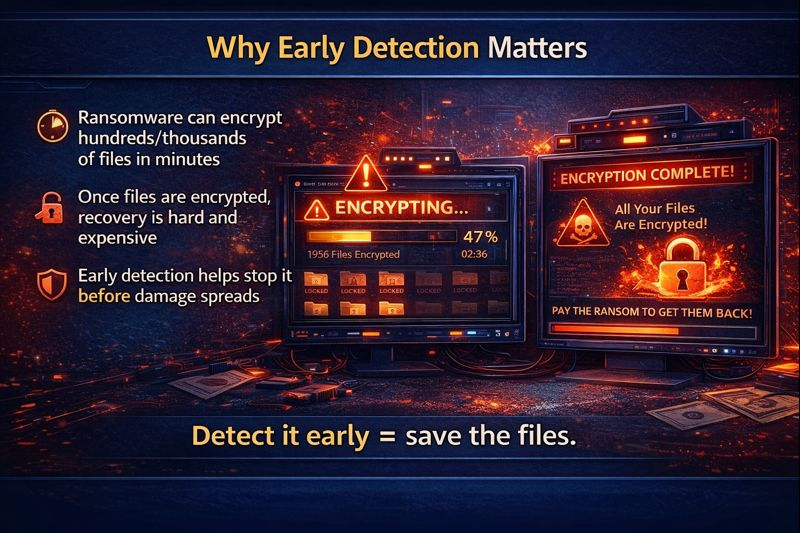 Why Early Detection Matters
Ransomware can encrypt
hundreds/thousands
of files in minutes
Once files are encrypted,
recovery is hard and
expensive
Early detection helps stop it
before damage spreads
ENCRYPTING...
47%
1956 Files Encrypted
02:36
LOCKED
LOCKED
LOCKED
LOCKED
LOCKED
LOCKED
ENCRYPTION COMPLETE!
All Your Files
Are Encrypted!
PAY THE RANSOM TO GET THEM BACK!
Detect it early = save the files.